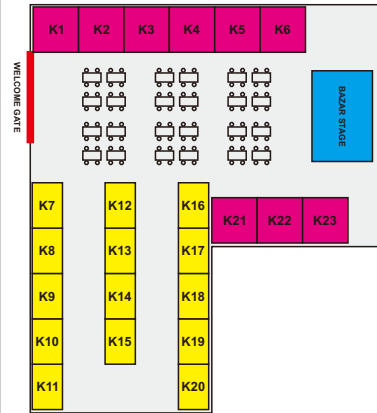 K1 K2 K3 K4 K5 K6
WELCOME GATE
BAZAR STAGE
K7 K12 K16
K21 K22 K23
K8 K13 K17
K9 K14 K18
K10 K15 K19
K11 K20